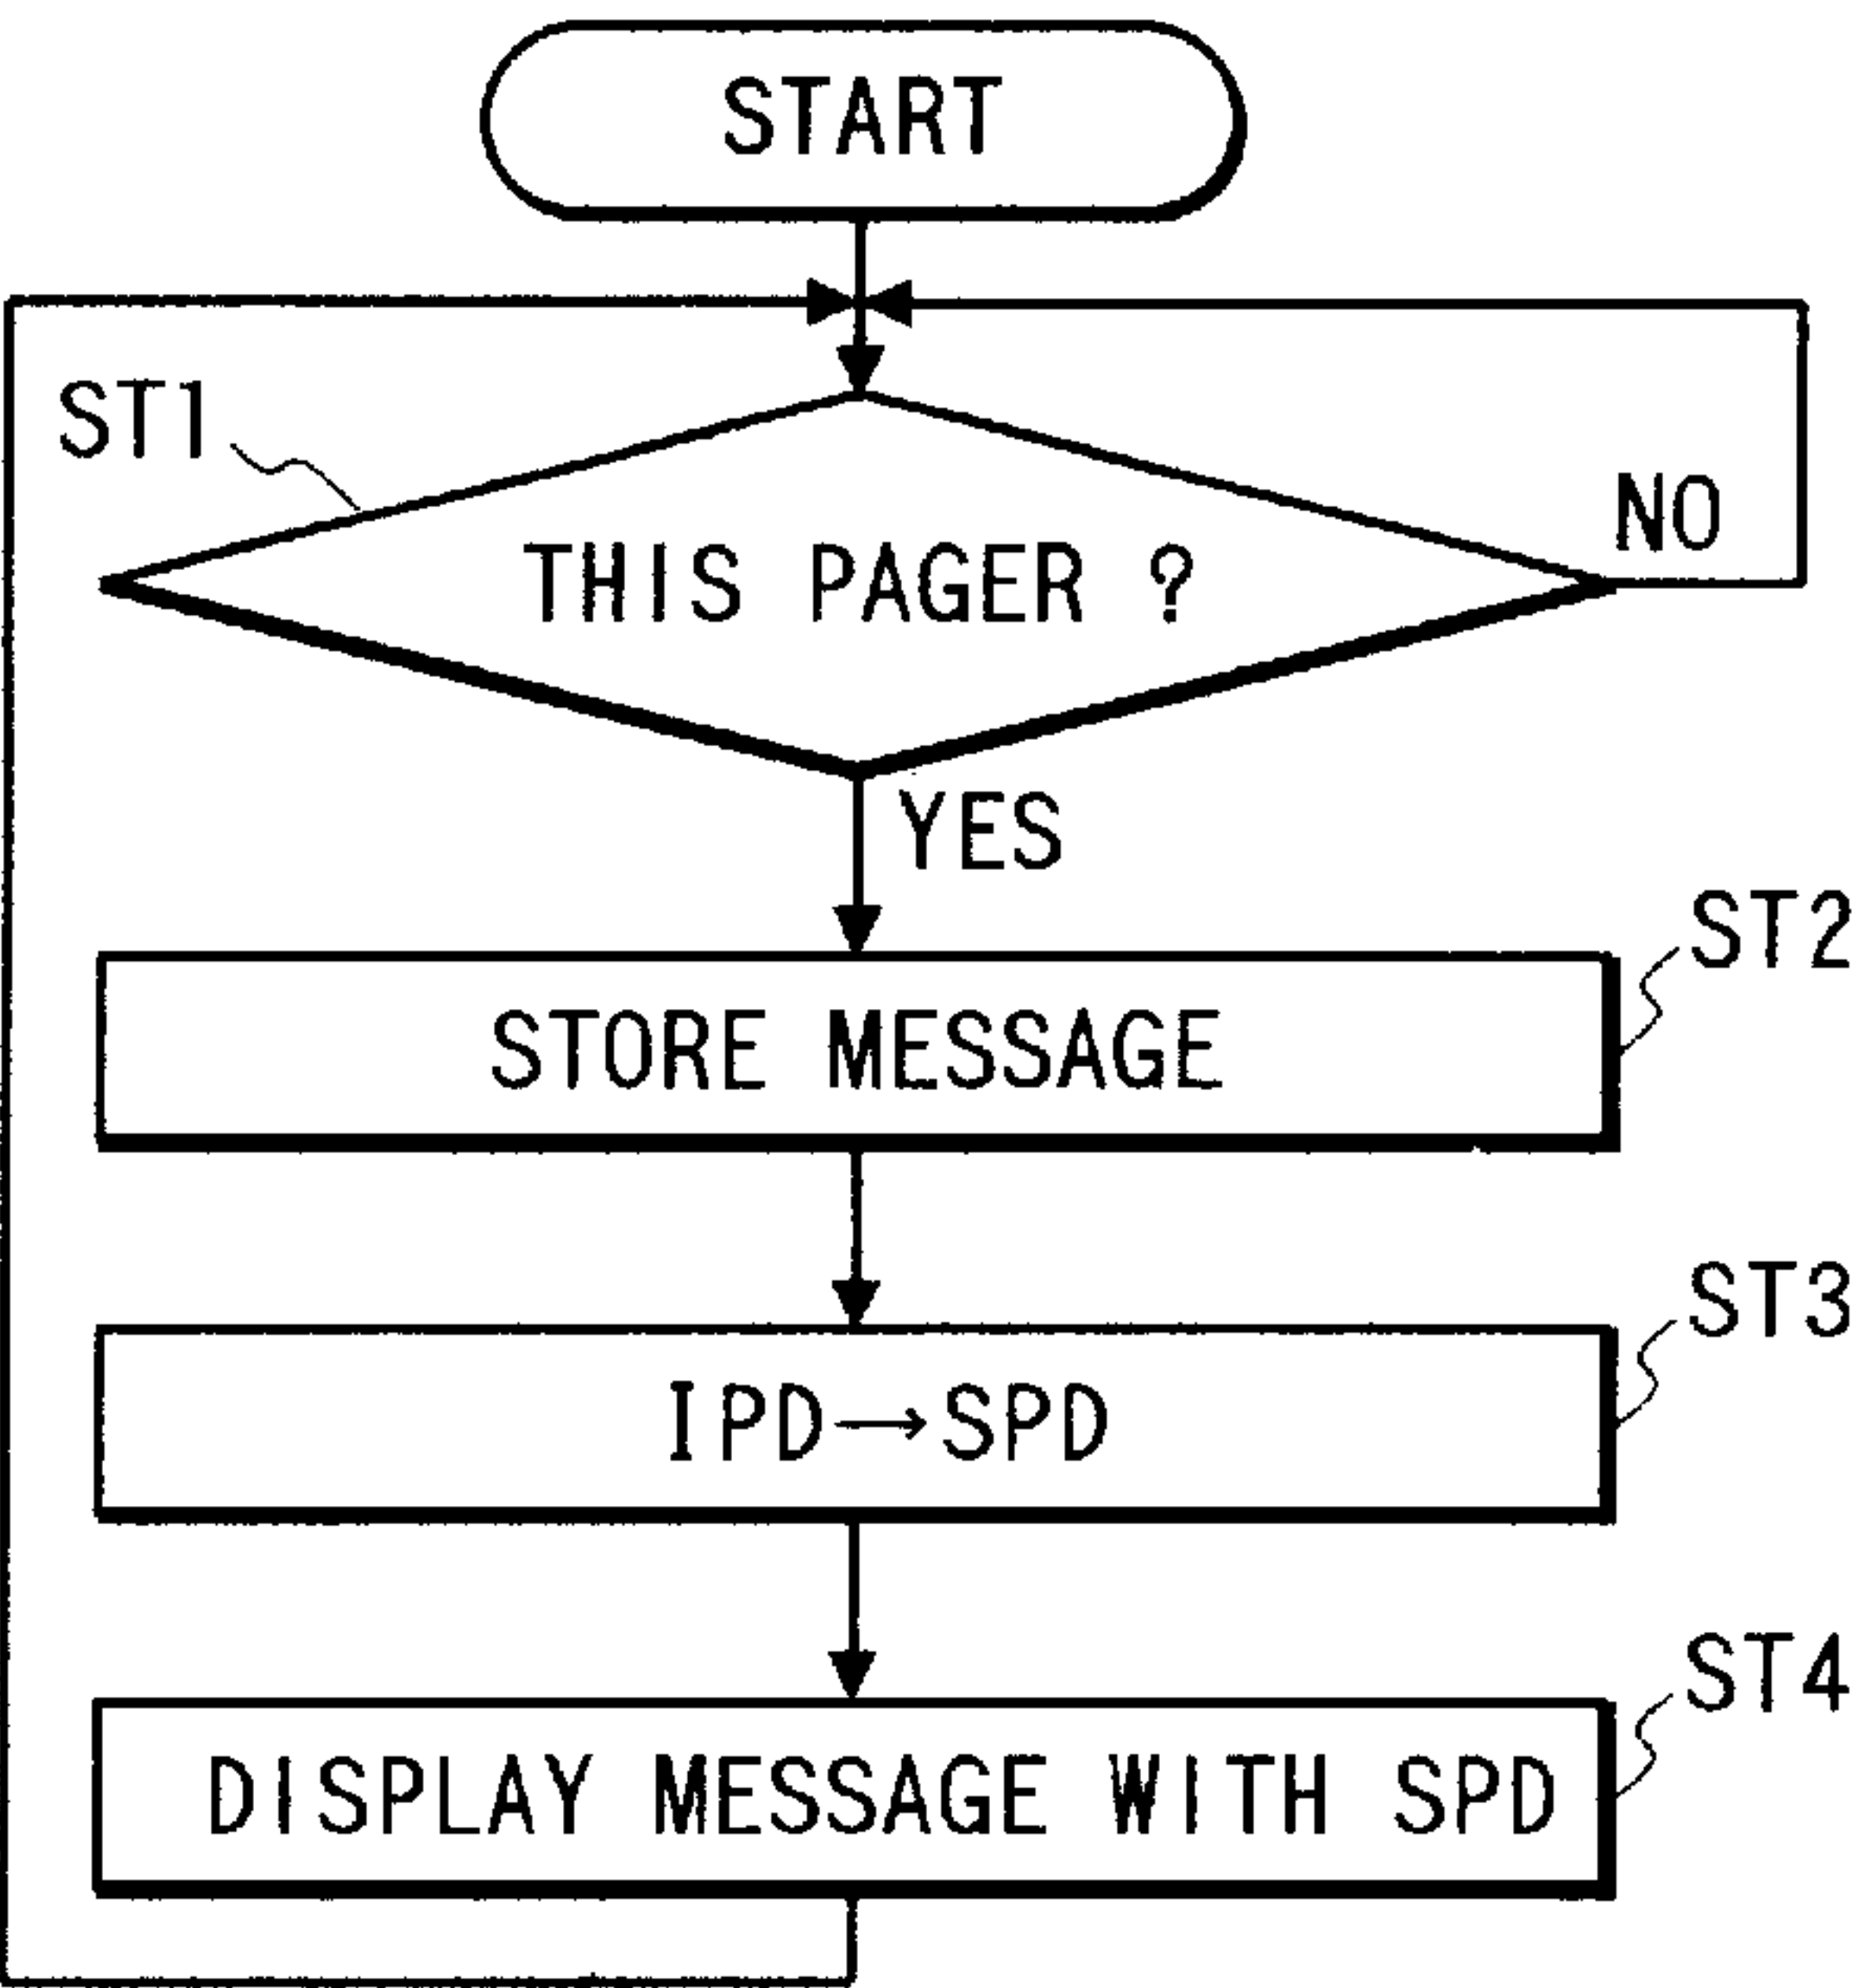 START
ST1
NO
THIS PAGER ?
YES
ST2
STORE MESSAGE
ST3
IPD→SPD
ST4
DISPLAY MESSAGE WITH SPD